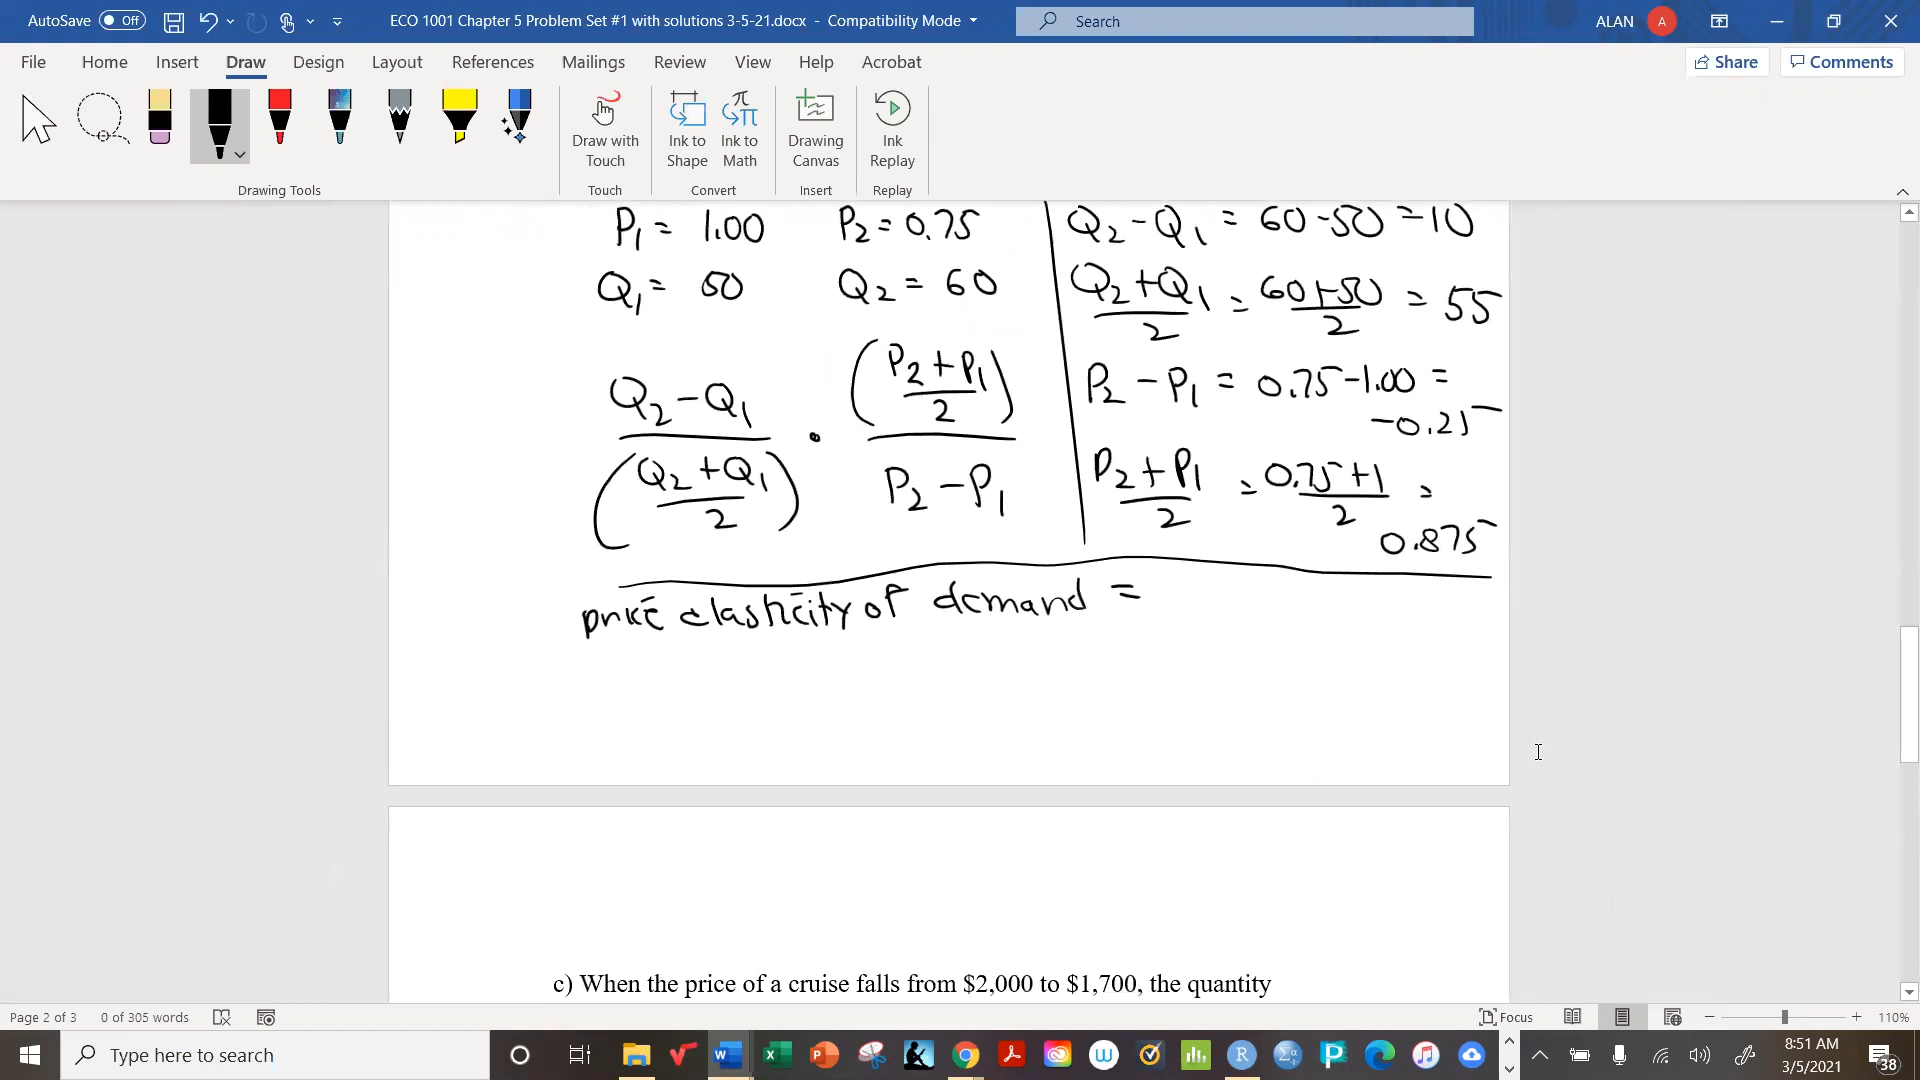 AutoSave Off ECO 1001 Chapter 5 Problem Set #1 with solutions 3-5-21.docx - Compatibility Mode Search ALAN A
File Home Insert Draw Design Layout References Mailings Review View Help Acrobat Share Comments
Draw with Touch
Ink to Shape
Ink to Math
Drawing Canvas
Ink Replay
Drawing Tools Touch Convert Insert Replay
P1 = 1.00 P2 = 0.75
Q1 = 50 Q2 = 60
(Q2 - Q1) / ((Q2 + Q1)/2) · ((P2 + P1)/2) / (P2 - P1)
Q2 - Q1 = 60 - 50 = 10
(Q2 + Q1)/2 = (60 + 50)/2 = 55
P2 - P1 = 0.75 - 1.00 =
-0.25
(P2 + P1)/2 = (0.75 + 1)/2 =
0.875
price elasticity of demand =
c) When the price of a cruise falls from $2,000 to $1,700, the quantity
Page 2 of 3 0 of 305 words Focus 110%
Type here to search 8:51 AM
3/5/2021
38